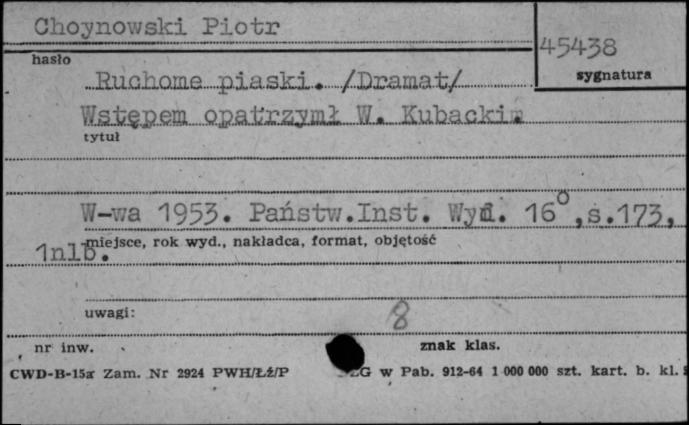 Choynowski Piotr
45438
hasło
sygnatura
Ruchome piaski. /Dramat/
Wstępem opatrzymł W. Kubacki
tytuł
W-wa 1953. Państw.Inst. Wyd. 16°,s.173,
miejsce, rok wyd., nakładca, format, objętość
1nlb.
uwagi:
8
nr inw.
znak klas.
CWD-B-15a Zam. Nr 2924 PWH/Łź/P
w Pab. 912-64 1 000 000 szt. kart. b. kl.